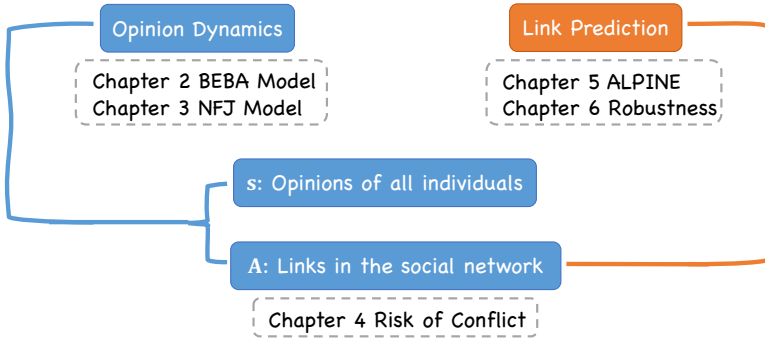 Opinion Dynamics
Chapter 2 BEBA Model
Chapter 3 NFJ Model
Link Prediction
Chapter 5 ALPINE
Chapter 6 Robustness
s: Opinions of all individuals
A: Links in the social network
Chapter 4 Risk of Conflict